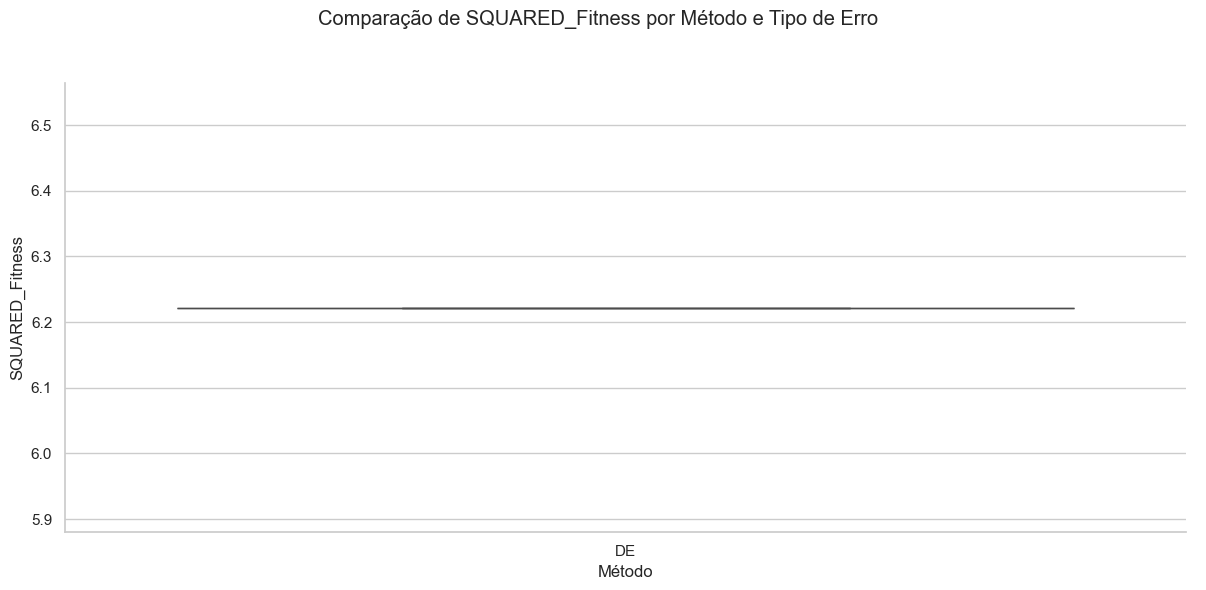 Comparação de SQUARED_Fitness por Método e Tipo de Erro
SQUARED_Fitness
6.5
6.4
6.3
6.2
6.1
6.0
5.9
DE
Método